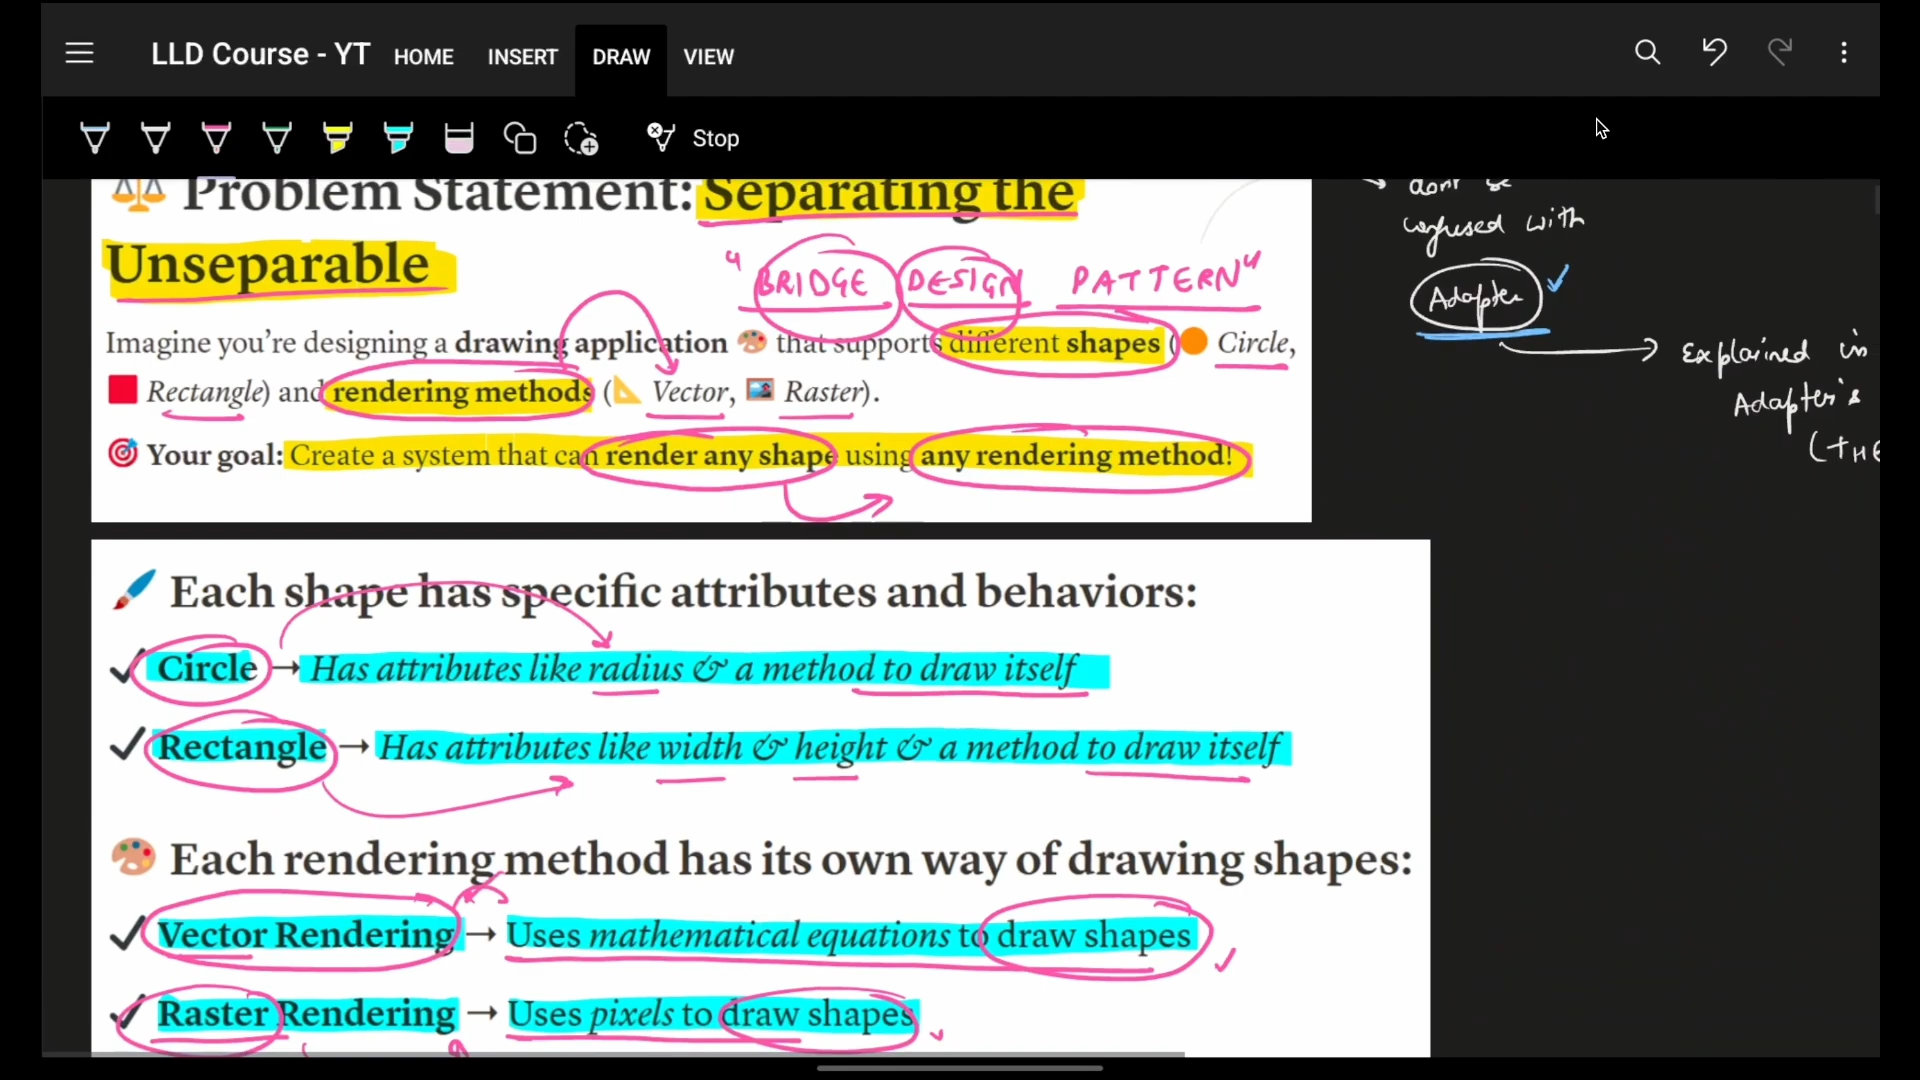 LLD Course - YT HOME INSERT DRAW VIEW
Stop
Problem Statement: Separating the
Unseparable
"BRIDGE DESIGN PATTERN"
Imagine you're designing a drawing application 🎨 that supports different shapes (🟠 Circle,
🟥 Rectangle) and rendering methods (📐 Vector, 🖼 Raster).
🎯 Your goal: Create a system that can render any shape using any rendering method!
→ dont be
confused with
Adapter ✓
→ Explained in
Adapter's
(THE
🖌 Each shape has specific attributes and behaviors:
✔ Circle → Has attributes like radius & a method to draw itself
✔ Rectangle → Has attributes like width & height & a method to draw itself
🎨 Each rendering method has its own way of drawing shapes:
✔ Vector Rendering → Uses mathematical equations to draw shapes
✔ Raster Rendering → Uses pixels to draw shapes